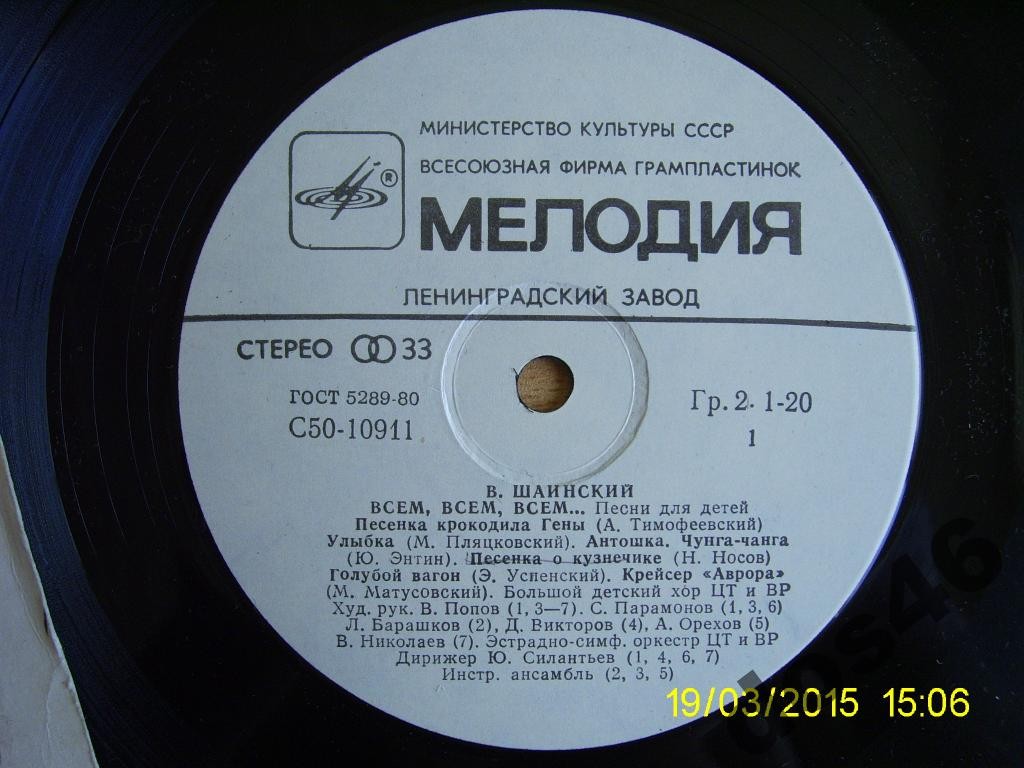 МИНИСТЕРСТВО КУЛЬТУРЫ СССР
ВСЕСОЮЗНАЯ ФИРМА ГРАМПЛАСТИНОК
®
МЕЛОДИЯ
ЛЕНИНГРАДСКИЙ ЗАВОД
СТЕРЕО 33
ГОСТ 5289-80
С50-10911
Гр. 2. 1-20
1
В. ШАИНСКИЙ
ВСЕМ, ВСЕМ, ВСЕМ... Песни для детей
Песенка крокодила Гены (А. Тимофеевский)
Улыбка (М. Пляцковский). Антошка. Чунга-чанга
(Ю. Энтин). Песенка о кузнечике (Н. Носов)
Голубой вагон (Э. Успенский). Крейсер «Аврора»
(М. Матусовский). Большой детский хор ЦТ и ВР
Худ. рук. В. Попов (1, 3—7). С. Парамонов (1, 3, 6)
Л. Барашков (2), Д. Викторов (4), А. Орехов (5)
В. Николаев (7). Эстрадно-симф. оркестр ЦТ и ВР
Дирижер Ю. Силантьев (1, 4, 6, 7)
Инстр. ансамбль (2, 3, 5)
19/03/2015 15:06